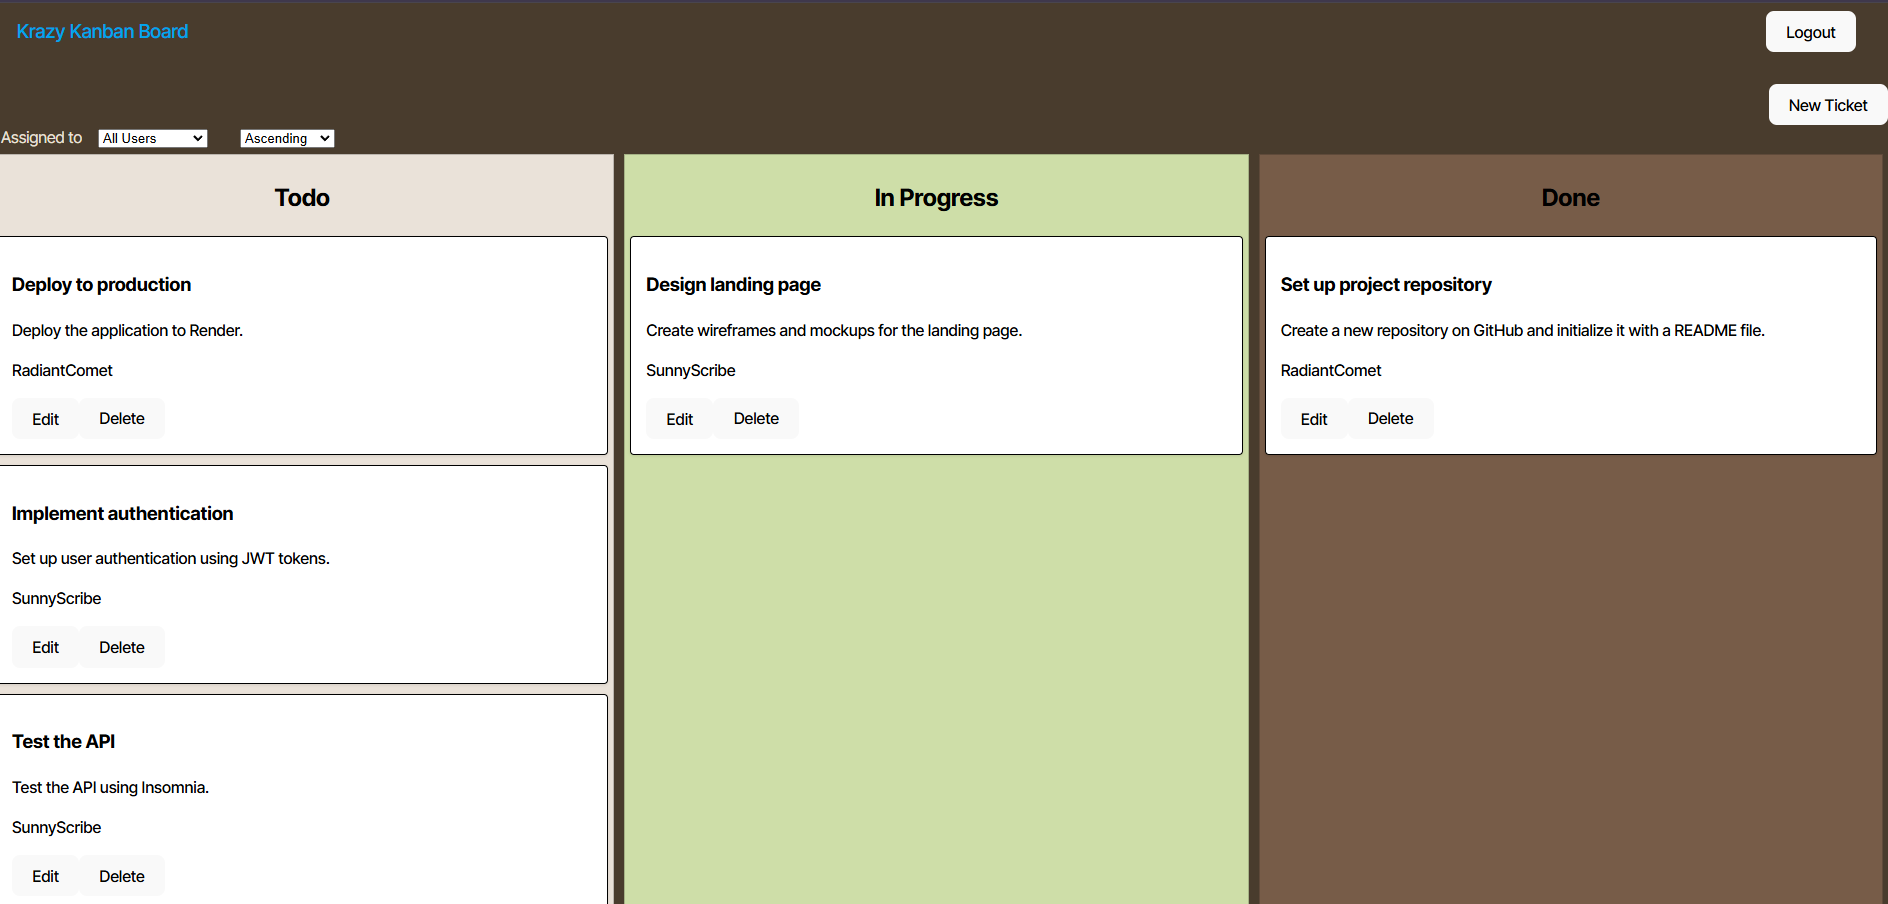 Krazy Kanban Board
Logout
New Ticket
Assigned to All Users Ascending
Todo
Deploy to production
Deploy the application to Render.
RadiantComet
Edit Delete
Implement authentication
Set up user authentication using JWT tokens.
SunnyScribe
Edit Delete
Test the API
Test the API using Insomnia.
SunnyScribe
Edit Delete
In Progress
Design landing page
Create wireframes and mockups for the landing page.
SunnyScribe
Edit Delete
Done
Set up project repository
Create a new repository on GitHub and initialize it with a README file.
RadiantComet
Edit Delete